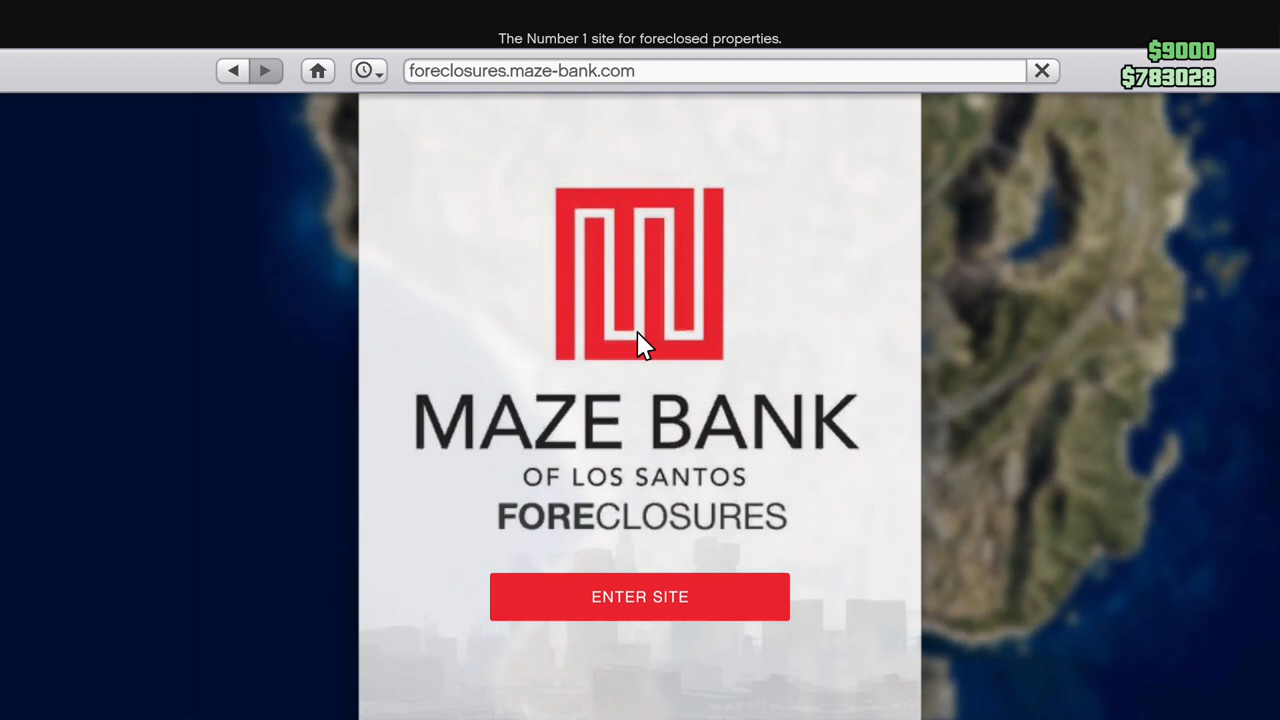 The Number 1 site for foreclosed properties.
$9000
foreclosures.maze-bank.com
$783028
MAZE BANK
OF LOS SANTOS
FORECLOSURES
ENTER SITE